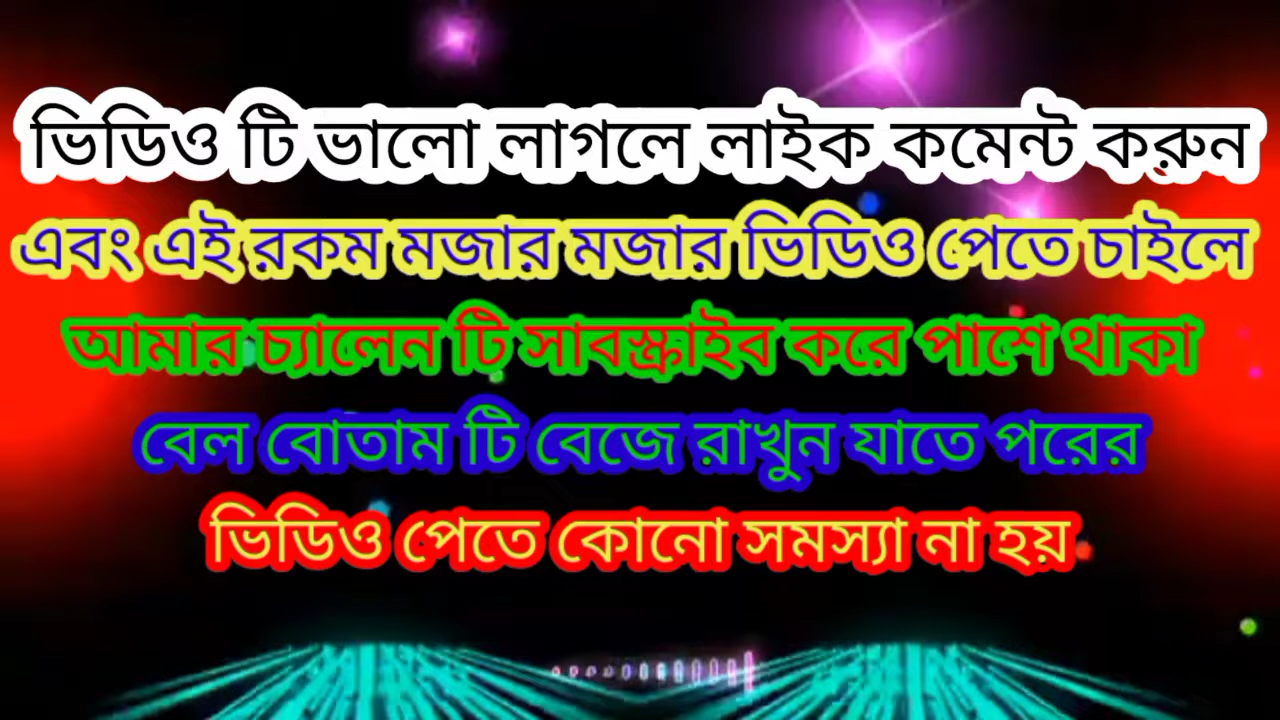 ভিডিও টি ভালো লাগলে লাইক কমেন্ট করুন
এবং এই রকম মজার মজার ভিডিও পেতে চাইলে
আমার চ্যালেন টি সাবস্ক্রাইব করে পাশে থাকা
বেল বোতাম টি বেজে রাখুন যাতে পরের
ভিডিও পেতে কোনো সমস্যা না হয়